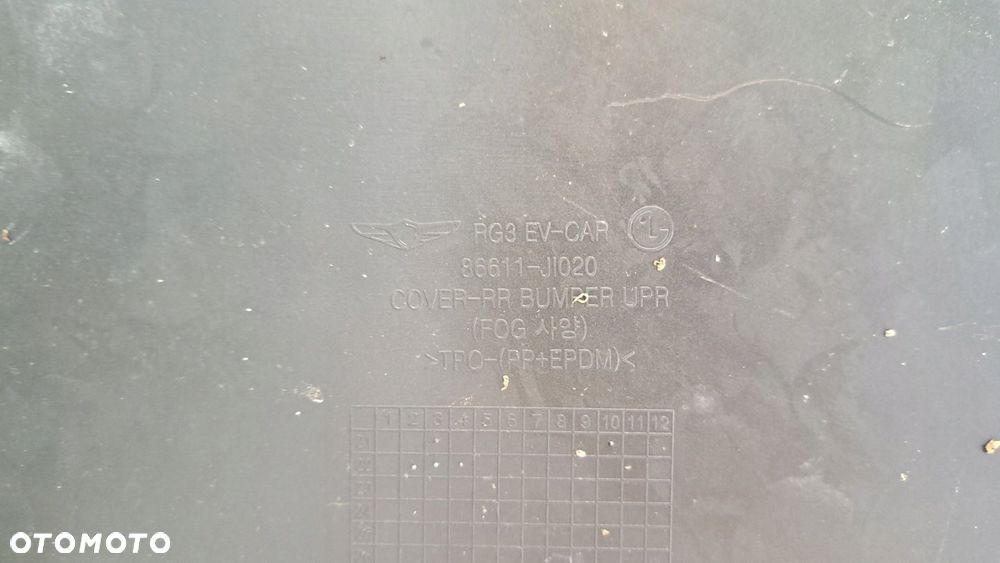 RG3 EV-CAR
86611-JI020
COVER-RR BUMPER UPR
(FOG 사양)
>TPO-(PP+EPDM)<
1 2 3 4 5 6 7 8 9 10 11 12
OTOMOTO